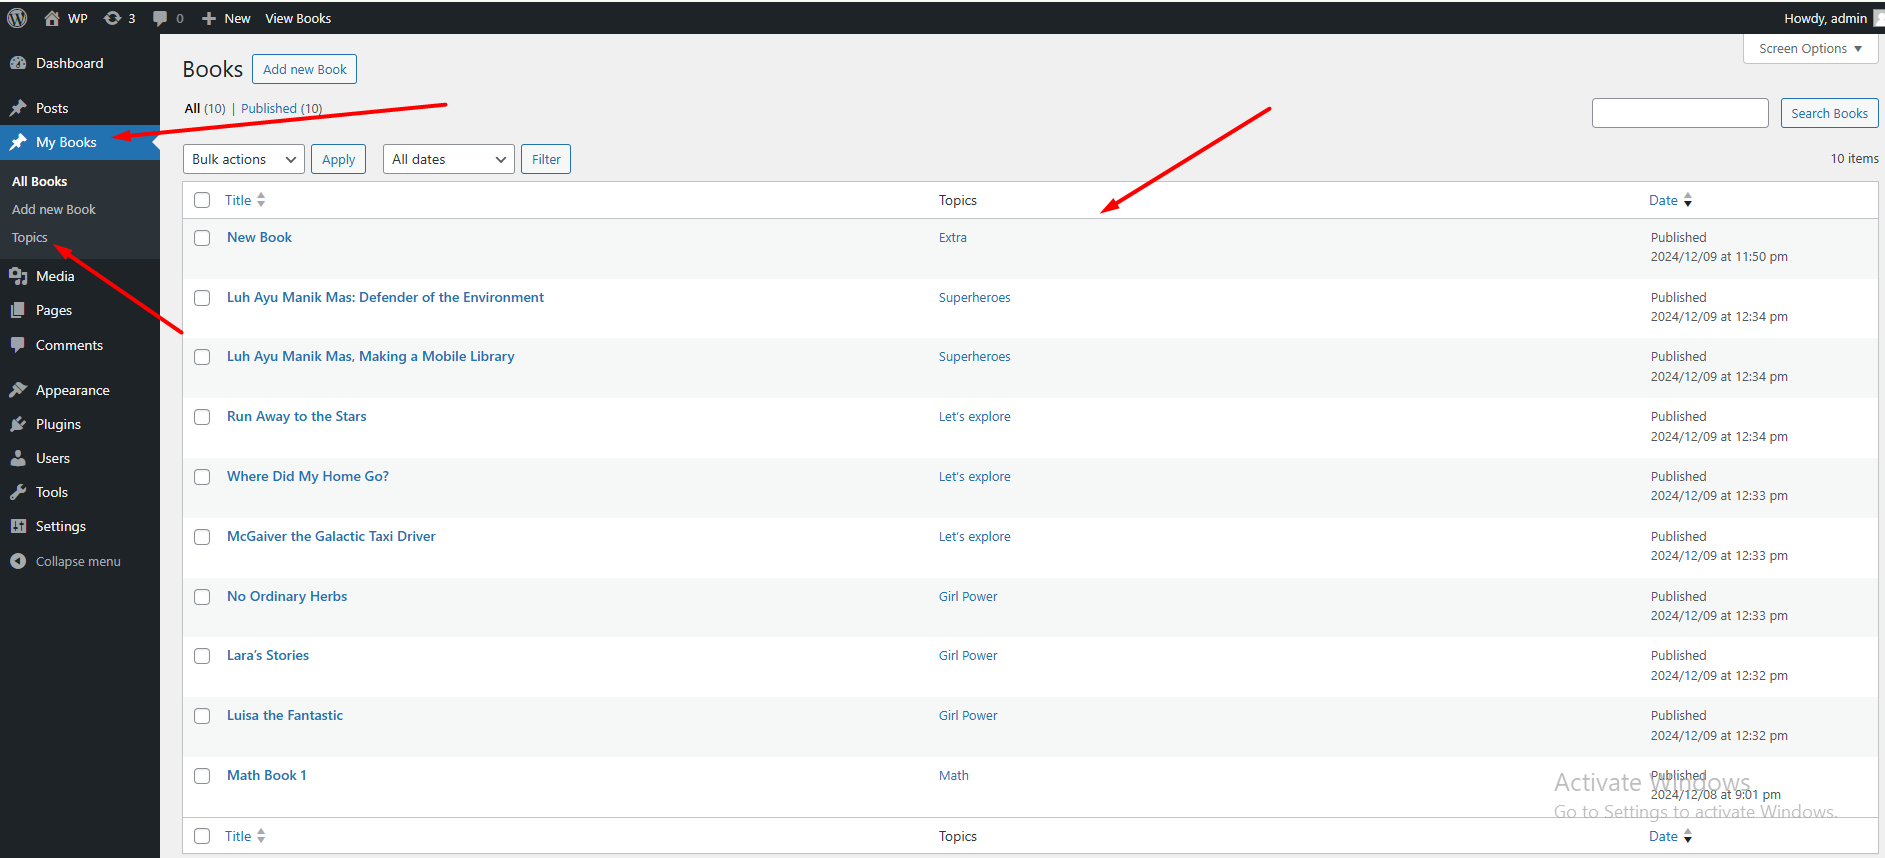 WP 3 0 New View Books Howdy, admin
Screen Options
Dashboard
Posts
My Books
All Books
Add new Book
Topics
Media
Pages
Comments
Appearance
Plugins
Users
Tools
Settings
Collapse menu
Books Add new Book
All (10) | Published (10)
Search Books
Bulk actions Apply All dates Filter
10 items
Title Topics Date
New Book Extra Published
2024/12/09 at 11:50 pm
Luh Ayu Manik Mas: Defender of the Environment Superheroes Published
2024/12/09 at 12:34 pm
Luh Ayu Manik Mas, Making a Mobile Library Superheroes Published
2024/12/09 at 12:34 pm
Run Away to the Stars Let's explore Published
2024/12/09 at 12:34 pm
Where Did My Home Go? Let's explore Published
2024/12/09 at 12:33 pm
McGaiver the Galactic Taxi Driver Let's explore Published
2024/12/09 at 12:33 pm
No Ordinary Herbs Girl Power Published
2024/12/09 at 12:33 pm
Lara's Stories Girl Power Published
2024/12/09 at 12:32 pm
Luisa the Fantastic Girl Power Published
2024/12/09 at 12:32 pm
Math Book 1 Math Published
2024/12/08 at 9:01 pm
Activate Windows
Go to Settings to activate Windows.
Title Topics Date